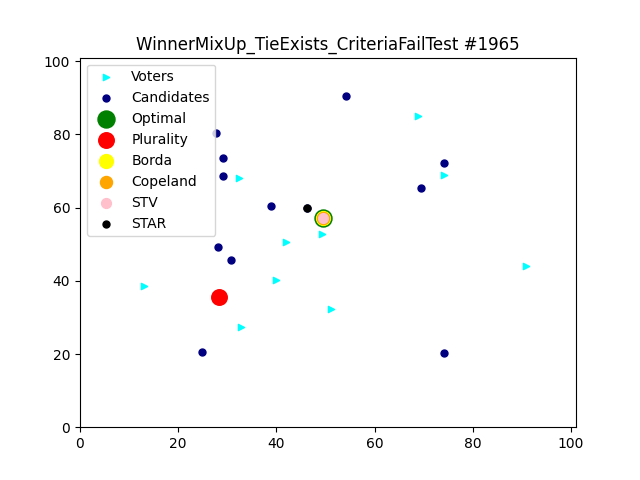 WinnerMixUp_TieExists_CriteriaFailTest #1965
100
80
60
40
20
0
Voters
Candidates
Optimal
Plurality
Borda
Copeland
STV
STAR
0 20 40 60 80 100